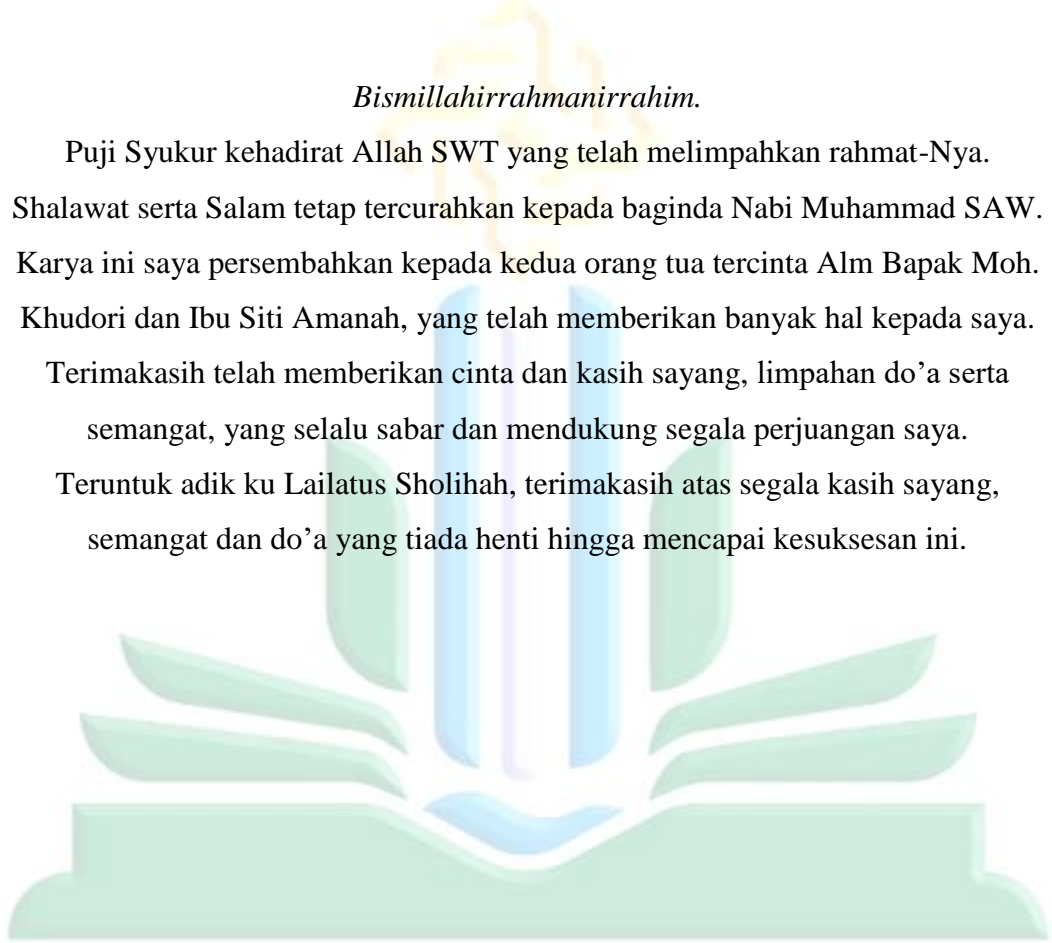 Bismillahirrahmanirrahim.
Puji Syukur kehadirat Allah SWT yang telah melimpahkan rahmat-Nya.
Shalawat serta Salam tetap tercurahkan kepada baginda Nabi Muhammad SAW.
Karya ini saya persembahkan kepada kedua orang tua tercinta Alm Bapak Moh.
Khudori dan Ibu Siti Amanah, yang telah memberikan banyak hal kepada saya.
Terimakasih telah memberikan cinta dan kasih sayang, limpahan do’a serta
semangat, yang selalu sabar dan mendukung segala perjuangan saya.
Teruntuk adik ku Lailatus Sholihah, terimakasih atas segala kasih sayang,
semangat dan do’a yang tiada henti hingga mencapai kesuksesan ini.